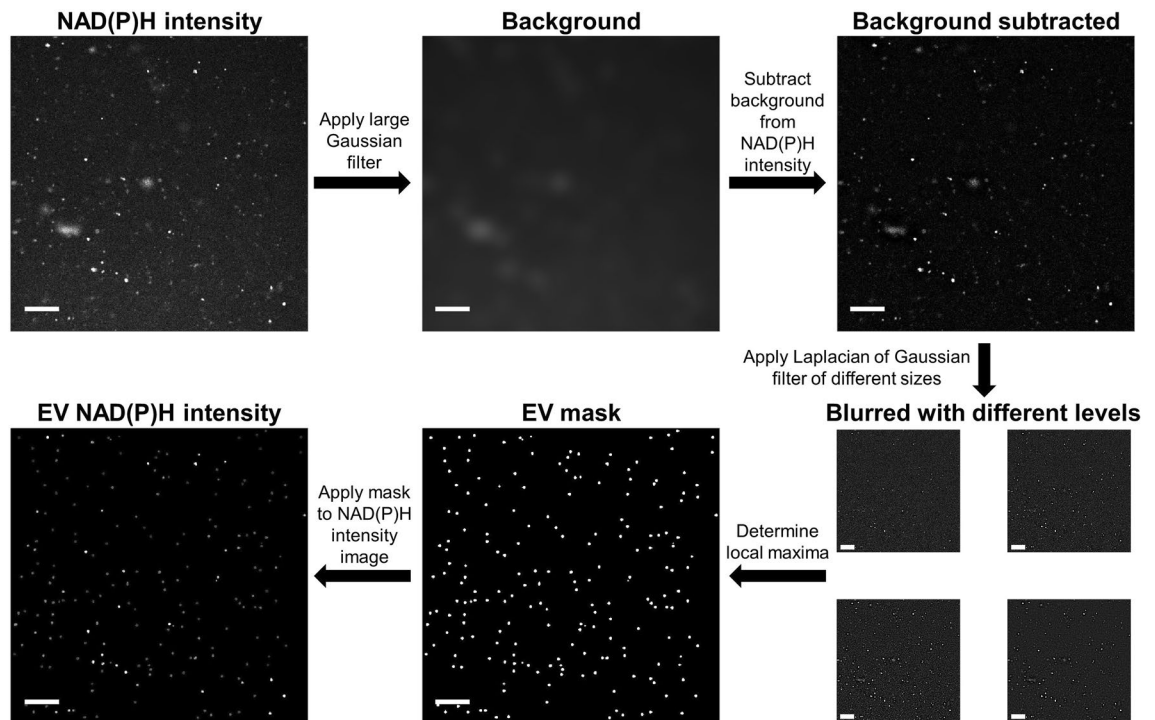 NAD(P)H intensity
Background
Background subtracted
Apply large
Gaussian
filter
Subtract
background
from
NAD(P)H
intensity
Apply Laplacian of Gaussian
filter of different sizes
EV NAD(P)H intensity
EV mask
Blurred with different levels
Apply mask
to NAD(P)H
intensity
image
Determine
local maxima